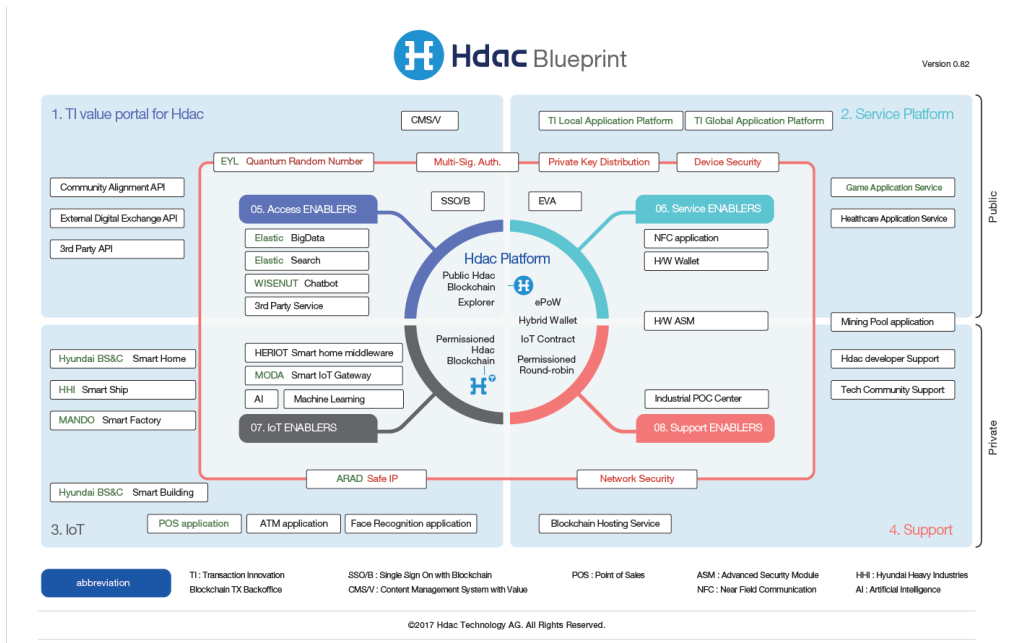 Hdac Blueprint
Version 0.82
1. TI value portal for Hdac
CMS/V
TI Local Application Platform
TI Global Application Platform
2. Service Platform
EYL Quantum Random Number
Multi-Sig. Auth.
Private Key Distribution
Device Security
Community Alignment API
External Digital Exchange API
3rd Party API
05. Access ENABLERS
SSO/B
EVA
06. Service ENABLERS
Game Application Service
Healthcare Application Service
Public
Elastic BigData
Elastic Search
WISENUT Chatbot
3rd Party Service
NFC application
H/W Wallet
Hdac Platform
Public Hdac
Blockchain
Explorer
ePoW
Hybrid Wallet
IoT Contract
Permissioned
Round-robin
Permissioned
Hdac
Blockchain
H/W ASM
Mining Pool application
Hyundai BS&C Smart Home
HHI Smart Ship
MANDO Smart Factory
HERIOT Smart home middleware
MODA Smart IoT Gateway
AI
Machine Learning
07. IoT ENABLERS
Industrial POC Center
08. Support ENABLERS
Hdac developer Support
Tech Community Support
Private
ARAD Safe IP
Network Security
Hyundai BS&C Smart Building
3. IoT
POS application
ATM application
Face Recognition application
Blockchain Hosting Service
4. Support
abbreviation
TI : Transaction Innovation
SSO/B : Single Sign On with Blockchain
POS : Point of Sales
ASM : Advanced Security Module
HHI : Hyundai Heavy Industries
Blockchain TX Backoffice
CMS/V : Content Management System with Value
NFC : Near Field Communication
AI : Artificial Intelligence
©2017 Hdac Technology AG. All Rights Reserved.